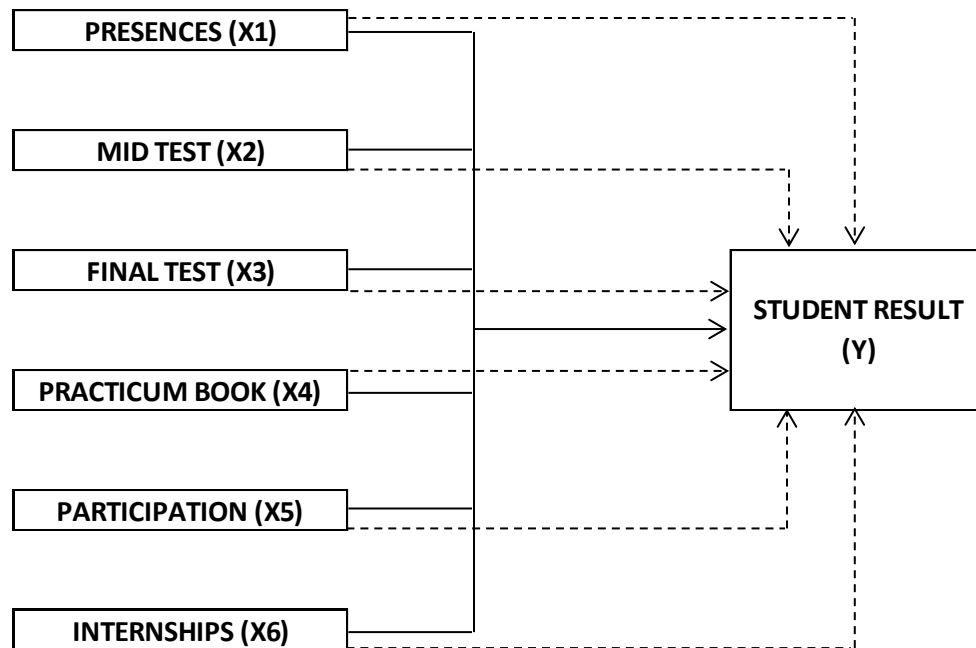 PRESENCES (X1)
MID TEST (X2)
FINAL TEST (X3)
PRACTICUM BOOK (X4)
PARTICIPATION (X5)
INTERNSHIPS (X6)
STUDENT RESULT
(Y)